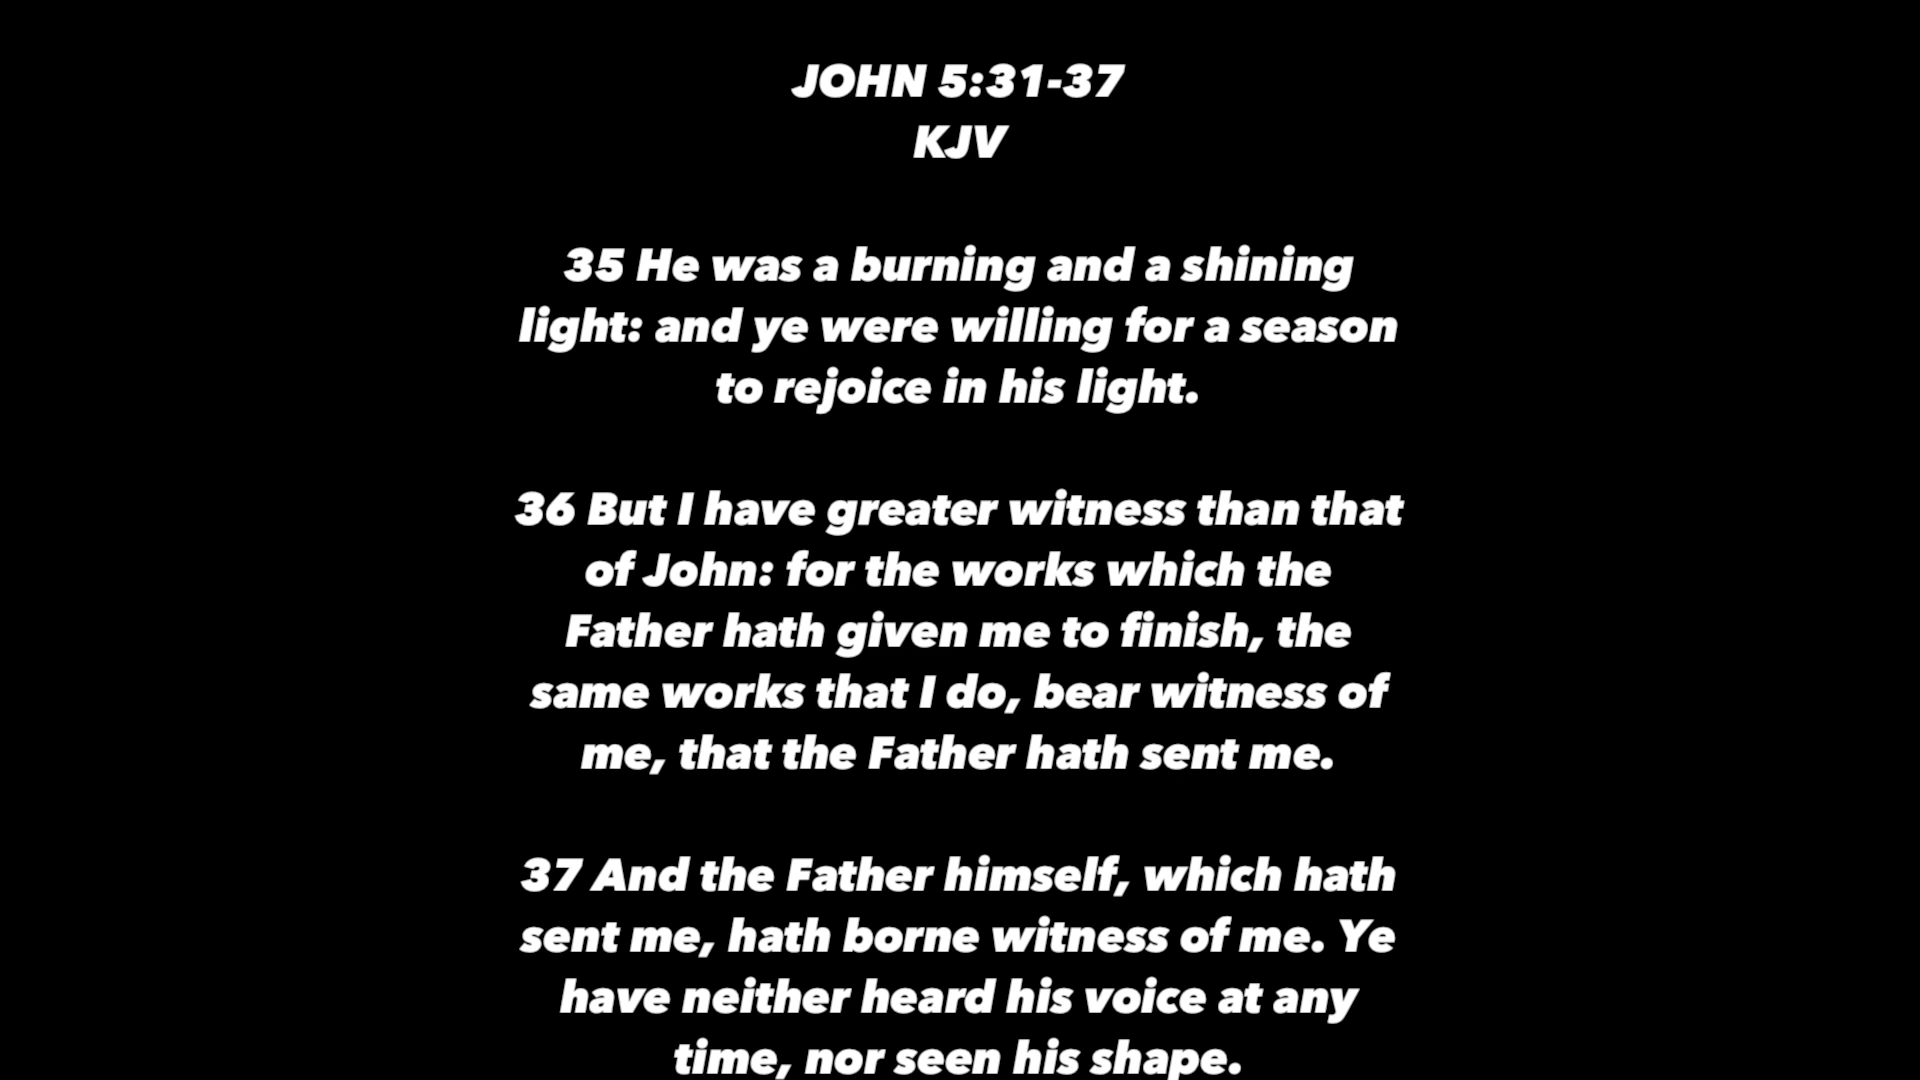 JOHN 5:31-37
KJV
35 He was a burning and a shining
light: and ye were willing for a season
to rejoice in his light.
36 But I have greater witness than that
of John: for the works which the
Father hath given me to finish, the
same works that I do, bear witness of
me, that the Father hath sent me.
37 And the Father himself, which hath
sent me, hath borne witness of me. Ye
have neither heard his voice at any
time, nor seen his shape.